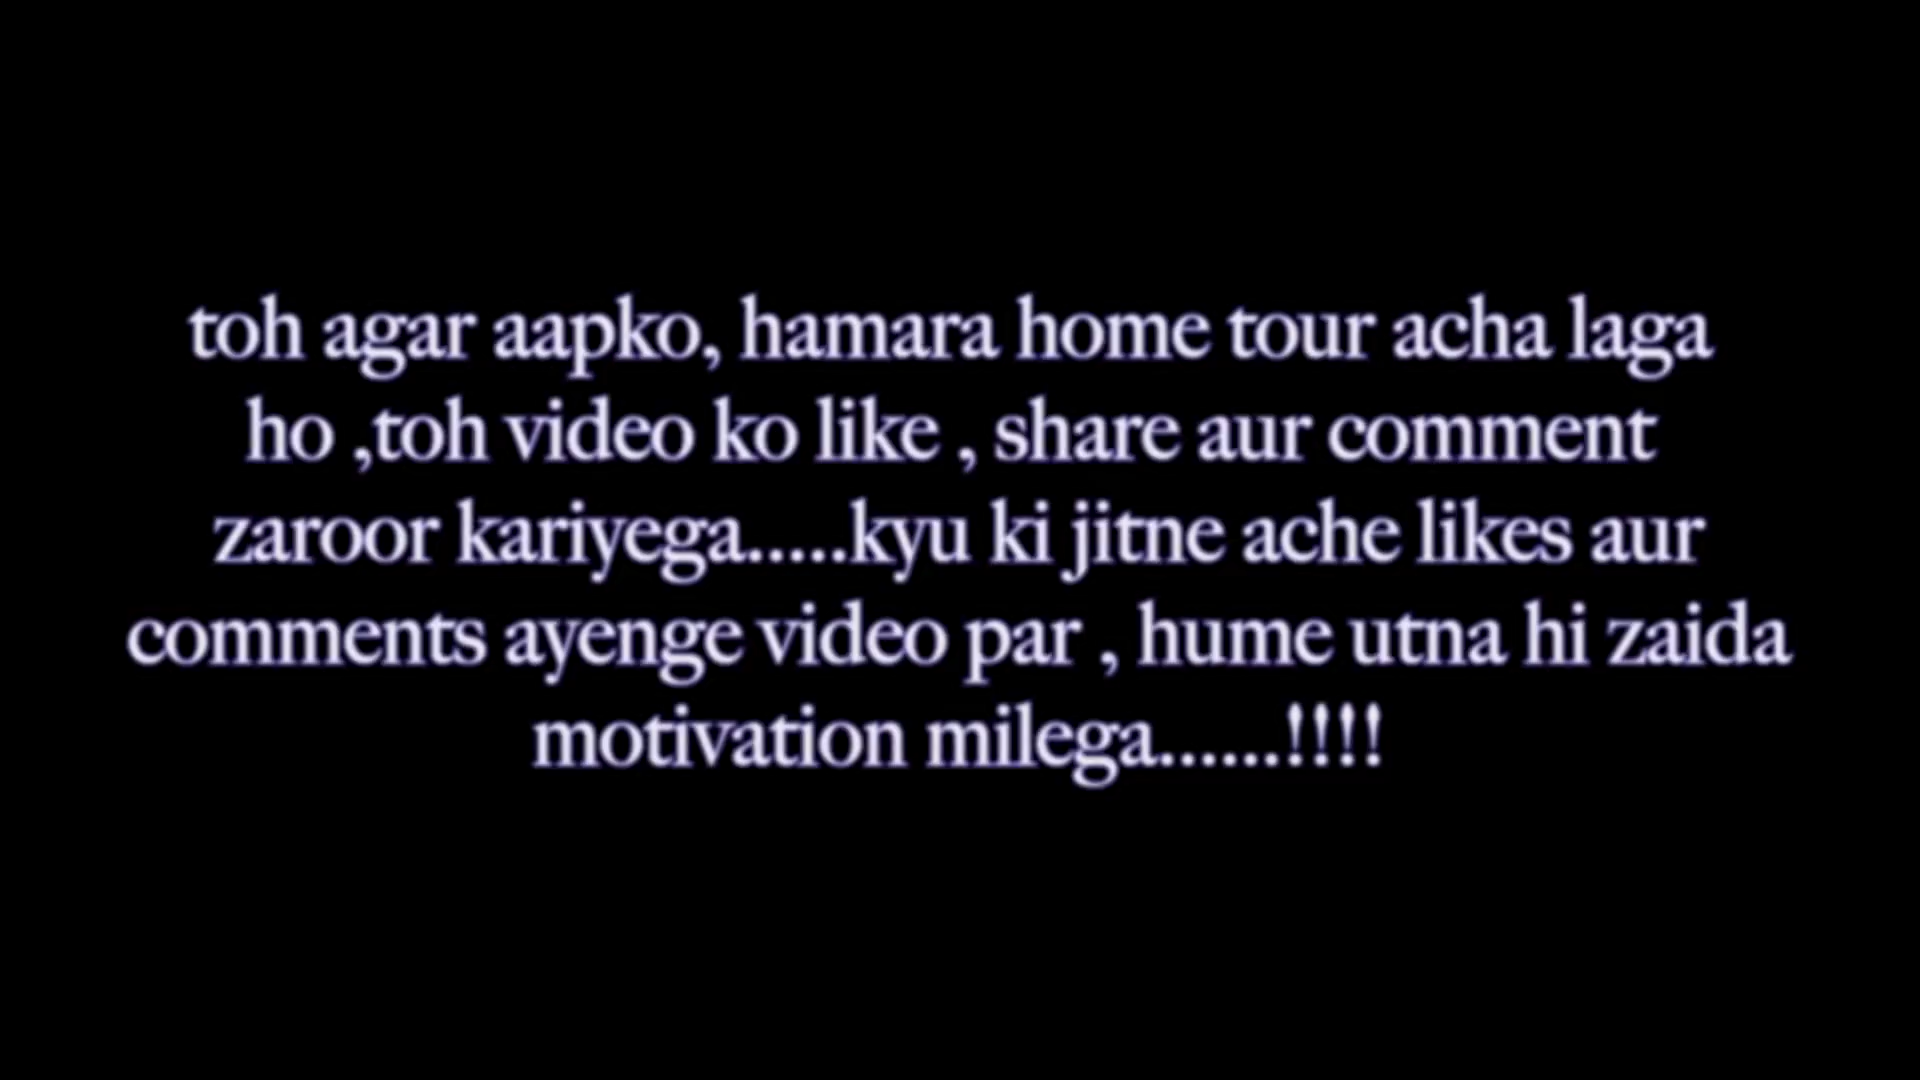 toh agar aapko, hamara home tour acha laga
ho ,toh video ko like , share aur comment
zaroor kariyega.....kyu ki jitne ache likes aur
comments ayenge video par , hume utna hi zaida
motivation milega......!!!!